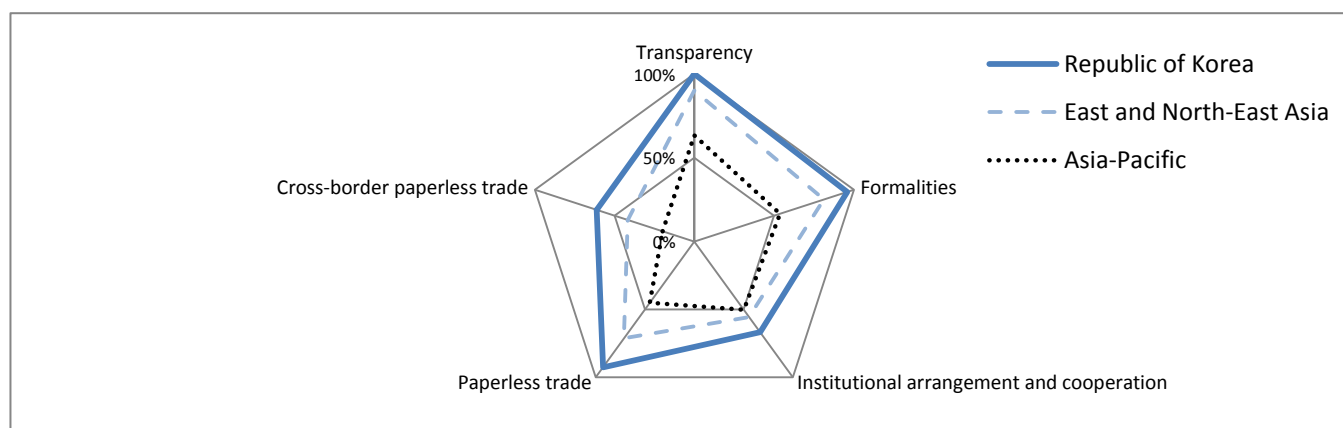 Transparency
100%
Republic of Korea
East and North-East Asia
Asia-Pacific
50%
Cross-border paperless trade
Formalities
0%
Paperless trade
Institutional arrangement and cooperation